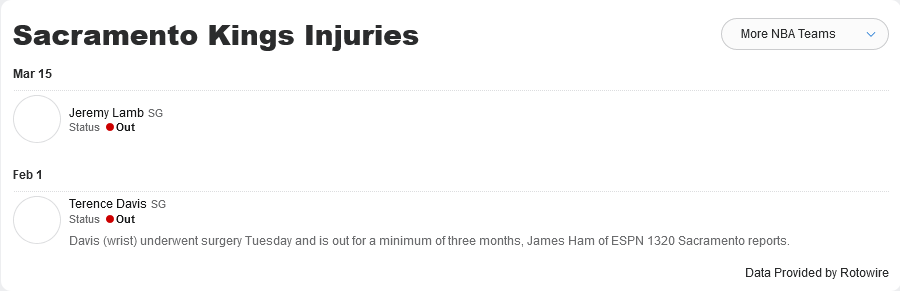 Sacramento Kings Injuries
More NBA Teams
Mar 15
Jeremy Lamb SG
Status Out
Feb 1
Terence Davis SG
Status Out
Davis (wrist) underwent surgery Tuesday and is out for a minimum of three months, James Ham of ESPN 1320 Sacramento reports.
Data Provided by Rotowire